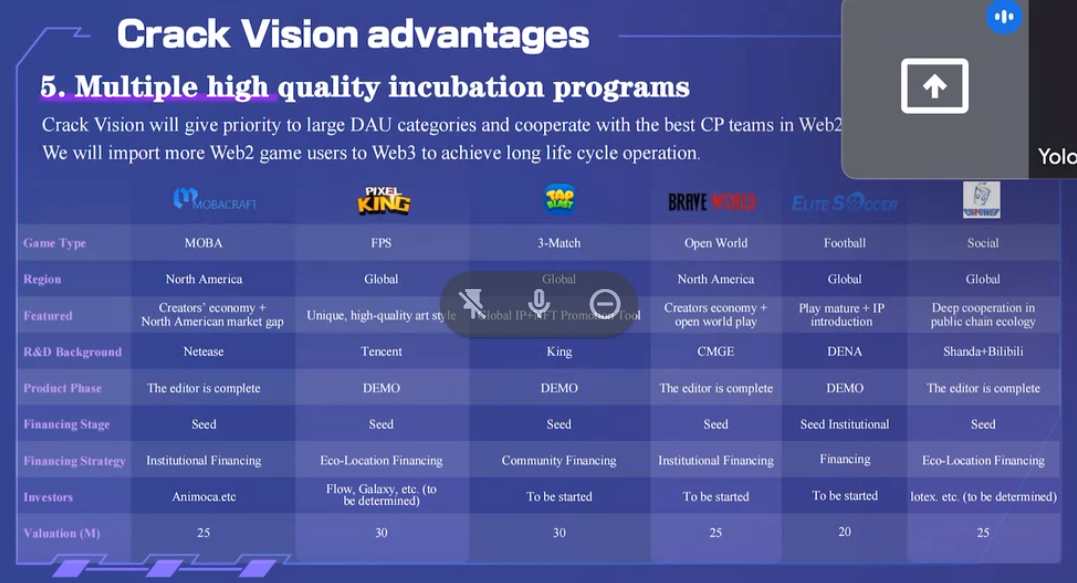 Crack Vision advantages
5. Multiple high quality incubation programs
Crack Vision will give priority to large DAU categories and cooperate with the best CP teams in Web2
We will import more Web2 game users to Web3 to achieve long life cycle operation.
Yolo
MOBACRAFT PIXEL KING TAP BLAST BRAVE WORLD ELITE SOCCER
Game Type MOBA FPS 3-Match Open World Football Social
Region North America Global Global North America Global Global
Featured Creators' economy + North American market gap Unique, high-quality art style Global IP+NFT Promotion Tool Creators economy + open world play Play mature + IP introduction Deep cooperation in public chain ecology
R&D Background Netease Tencent King CMGE DENA Shanda+Bilibili
Product Phase The editor is complete DEMO DEMO The editor is complete DEMO The editor is complete
Financing Stage Seed Seed Seed Seed Seed Institutional Seed
Financing Strategy Institutional Financing Eco-Location Financing Community Financing Institutional Financing Financing Eco-Location Financing
Investors Animoca.etc Flow, Galaxy, etc. (to be determined) To be started To be started To be started Iotex. etc. (to be determined)
Valuation (M) 25 30 30 25 20 25